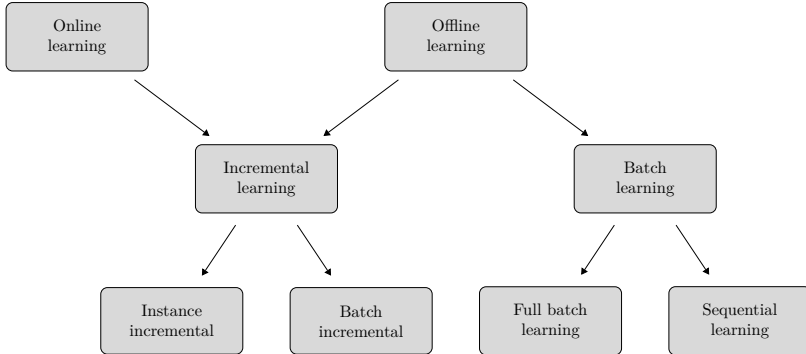 Online
learning
Offline
learning
Incremental
learning
Batch
learning
Instance
incremental
Batch
incremental
Full batch
learning
Sequential
learning